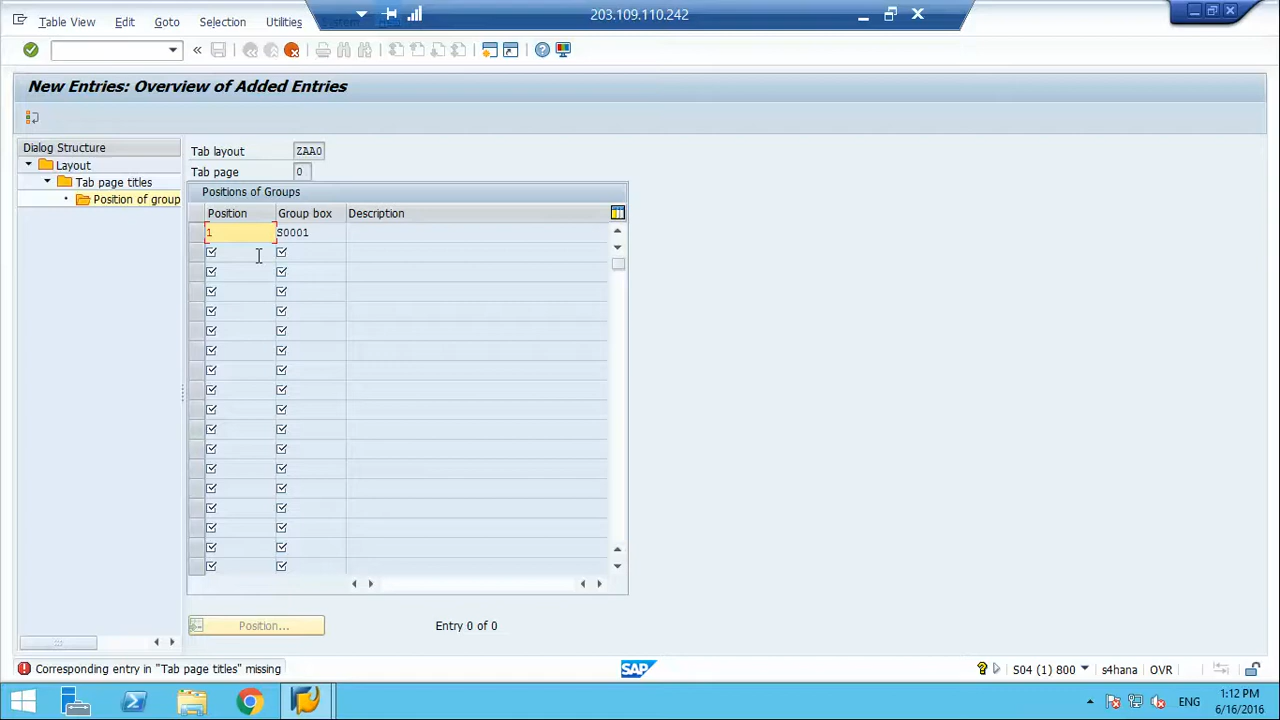 203.109.110.242
Table View Edit Goto Selection Utilities System Help
New Entries: Overview of Added Entries
Dialog Structure
Layout
Tab page titles
Position of group
Tab layout ZAA0
Tab page 0
Positions of Groups
Position Group box Description
1 S0001
Position... Entry 0 of 0
Corresponding entry in "Tab page titles" missing
SAP
S04 (1) 800 s4hana OVR
ENG
1:12 PM
6/16/2016